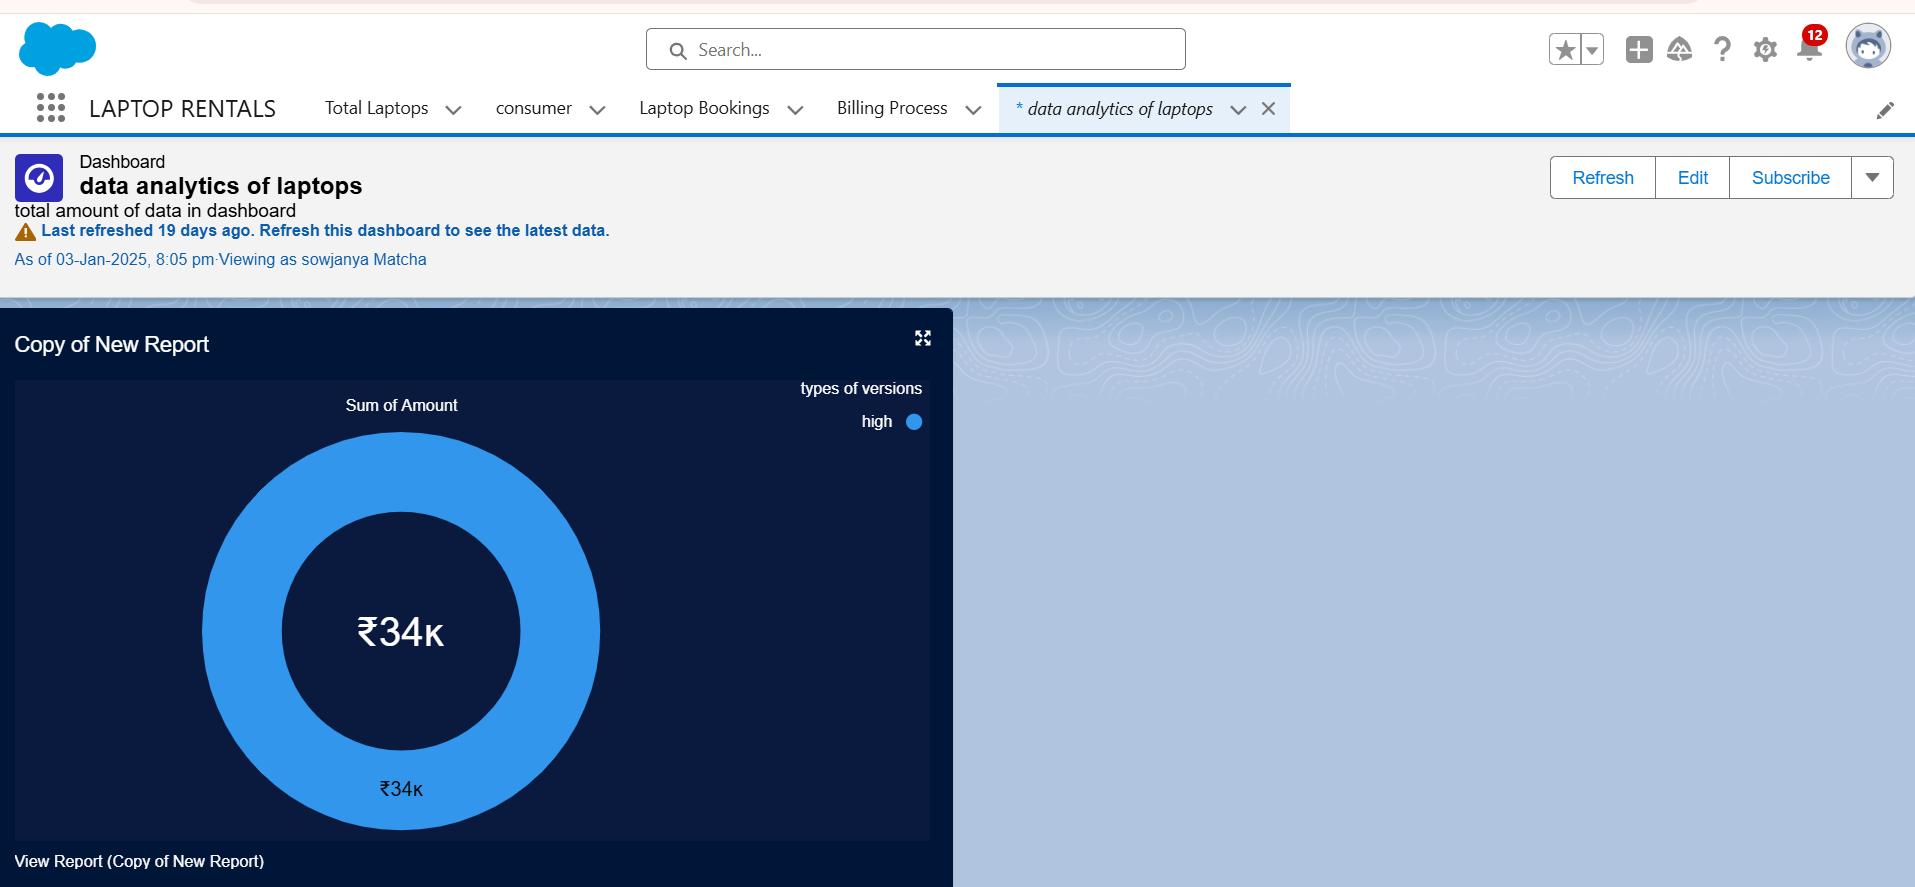 Search...
12
LAPTOP RENTALS
Total Laptops
consumer
Laptop Bookings
Billing Process
* data analytics of laptops
Dashboard
data analytics of laptops
total amount of data in dashboard
Last refreshed 19 days ago. Refresh this dashboard to see the latest data.
As of 03-Jan-2025, 8:05 pm·Viewing as sowjanya Matcha
Refresh
Edit
Subscribe
Copy of New Report
types of versions
high
Sum of Amount
₹34K
₹34K
View Report (Copy of New Report)